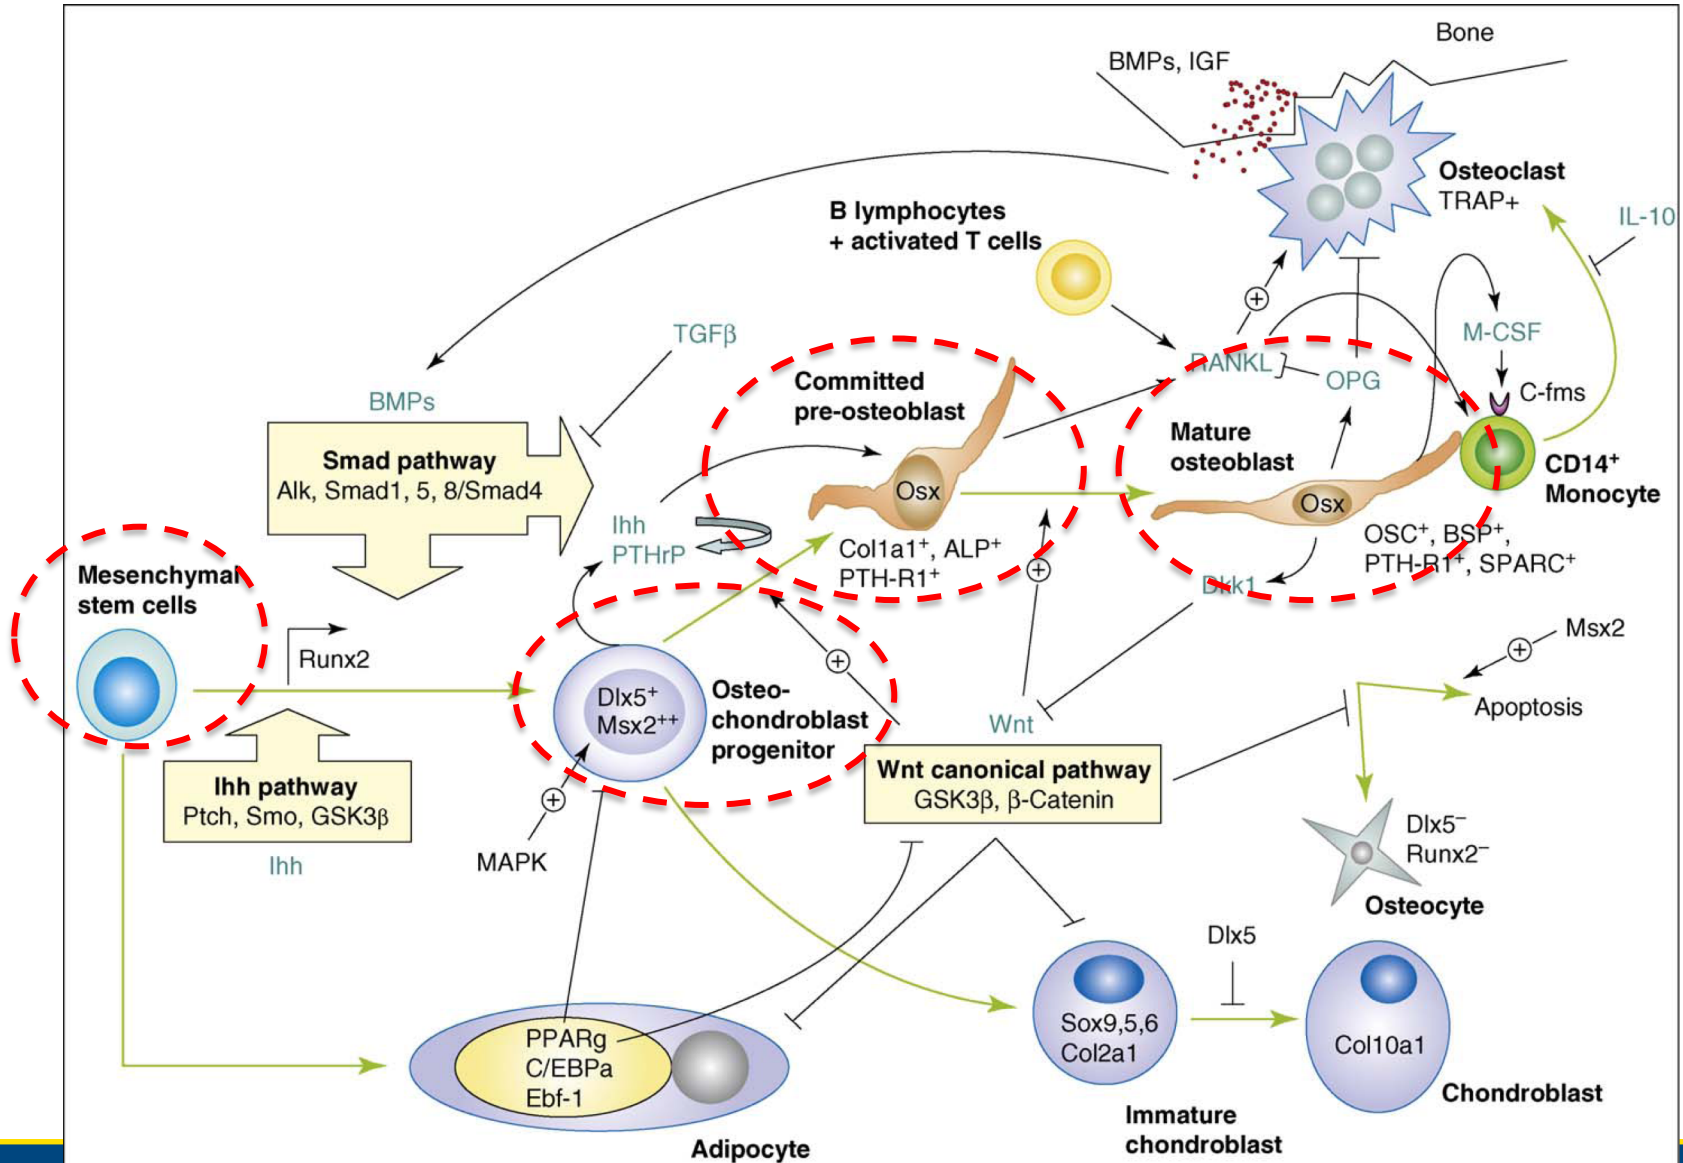 Bone
BMPs, IGF
Osteoclast
TRAP+
IL-10
B lymphocytes
+ activated T cells
TGFβ
M-CSF
RANKL
OPG
C-fms
Committed
pre-osteoblast
BMPs
Smad pathway
Alk, Smad1, 5, 8/Smad4
Mature
osteoblast
CD14⁺
Monocyte
Osx
Osx
Ihh
PTHrP
Col1a1⁺, ALP⁺
PTH-R1⁺
OSC⁺, BSP⁺,
PTH-R1⁺, SPARC⁺
Dkk1
Mesenchymal
stem cells
Runx2
Msx2
+
+
+
+
+
Dlx5⁺
Msx2⁺⁺
Osteo-
chondroblast
progenitor
Apoptosis
Wnt
Wnt canonical pathway
GSK3β, β-Catenin
Ihh pathway
Ptch, Smo, GSK3β
Ihh
MAPK
Dlx5⁻
Runx2⁻
Osteocyte
Dlx5
Sox9,5,6
Col2a1
Col10a1
PPARg
C/EBPa
Ebf-1
Chondroblast
Immature
chondroblast
Adipocyte